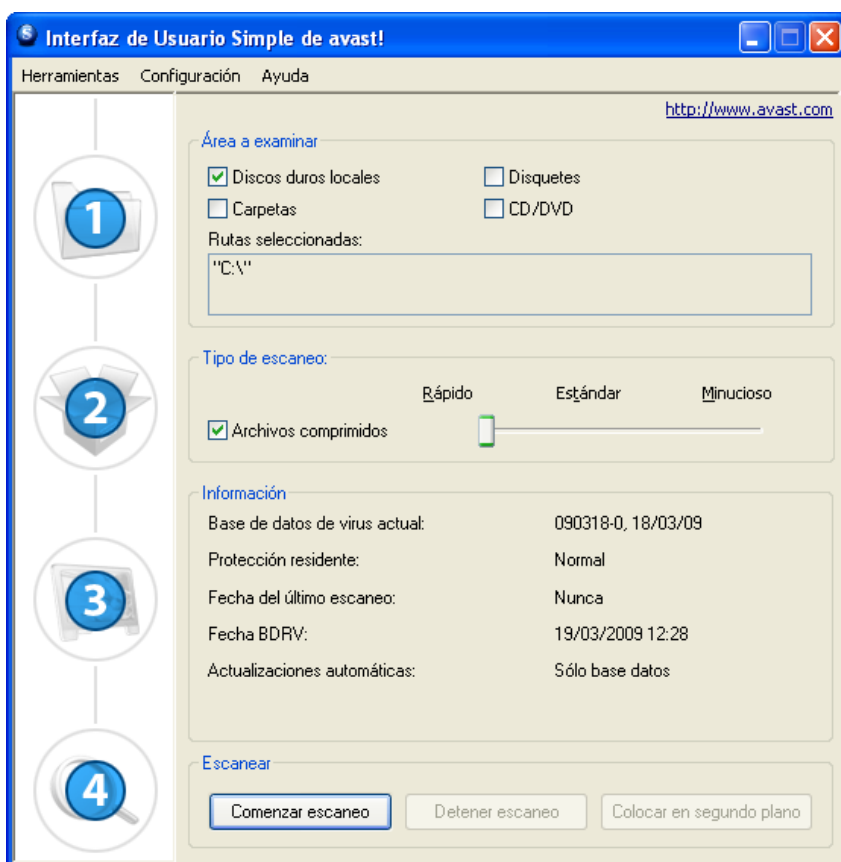 Interfaz de Usuario Simple de avast!
Herramientas Configuración Ayuda
http://www.avast.com
Área a examinar
Discos duros locales Disquetes
Carpetas CD/DVD
Rutas seleccionadas:
"C:\"
Tipo de escaneo:
Rápido Estándar Minucioso
Archivos comprimidos
Información
Base de datos de virus actual: 090318-0, 18/03/09
Protección residente: Normal
Fecha del último escaneo: Nunca
Fecha BDRV: 19/03/2009 12:28
Actualizaciones automáticas: Sólo base datos
Escanear
Comenzar escaneo Detener escaneo Colocar en segundo plano
1
2
3
4